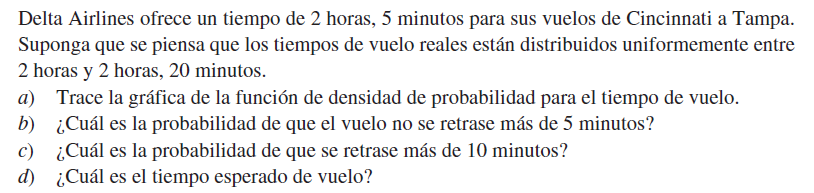 Delta Airlines ofrece un tiempo de 2 horas, 5 minutos para sus vuelos de Cincinnati a Tampa.
Suponga que se piensa que los tiempos de vuelo reales están distribuidos uniformemente entre
2 horas y 2 horas, 20 minutos.
a) Trace la gráfica de la función de densidad de probabilidad para el tiempo de vuelo.
b) ¿Cuál es la probabilidad de que el vuelo no se retrase más de 5 minutos?
c) ¿Cuál es la probabilidad de que se retrase más de 10 minutos?
d) ¿Cuál es el tiempo esperado de vuelo?